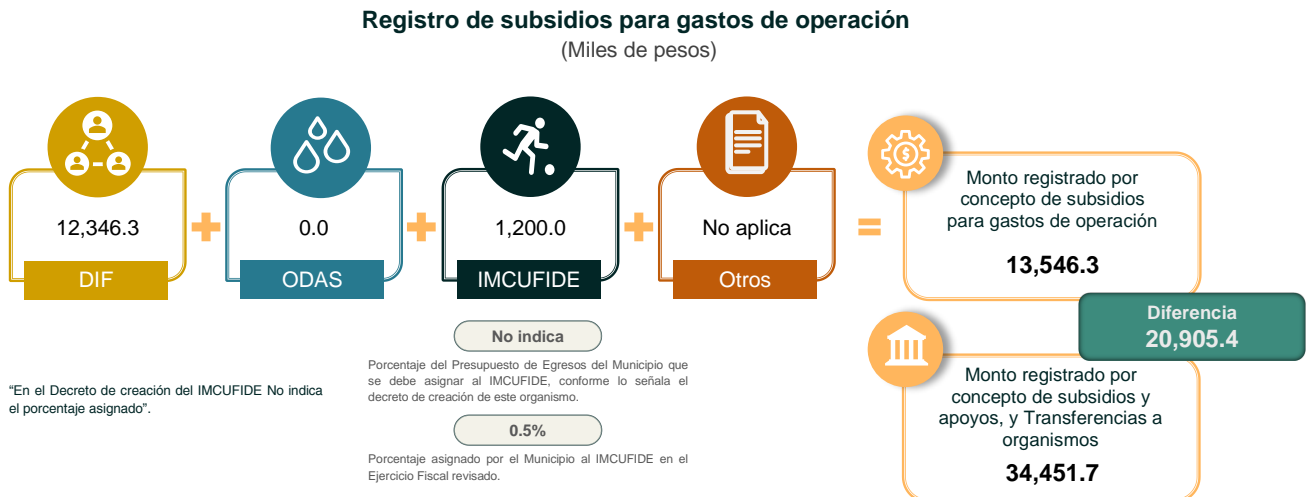 Registro de subsidios para gastos de operación
(Miles de pesos)
12,346.3
DIF
0.0
ODAS
1,200.0
IMCUFIDE
No aplica
Otros
Monto registrado por
concepto de subsidios
para gastos de operación
13,546.3
Diferencia
20,905.4
Monto registrado por
concepto de subsidios y
apoyos, y Transferencias a
organismos
34,451.7
“En el Decreto de creación del IMCUFIDE No indica
el porcentaje asignado”.
No indica
Porcentaje del Presupuesto de Egresos del Municipio que
se debe asignar al IMCUFIDE, conforme lo señala el
decreto de creación de este organismo.
0.5%
Porcentaje asignado por el Municipio al IMCUFIDE en el
Ejercicio Fiscal revisado.